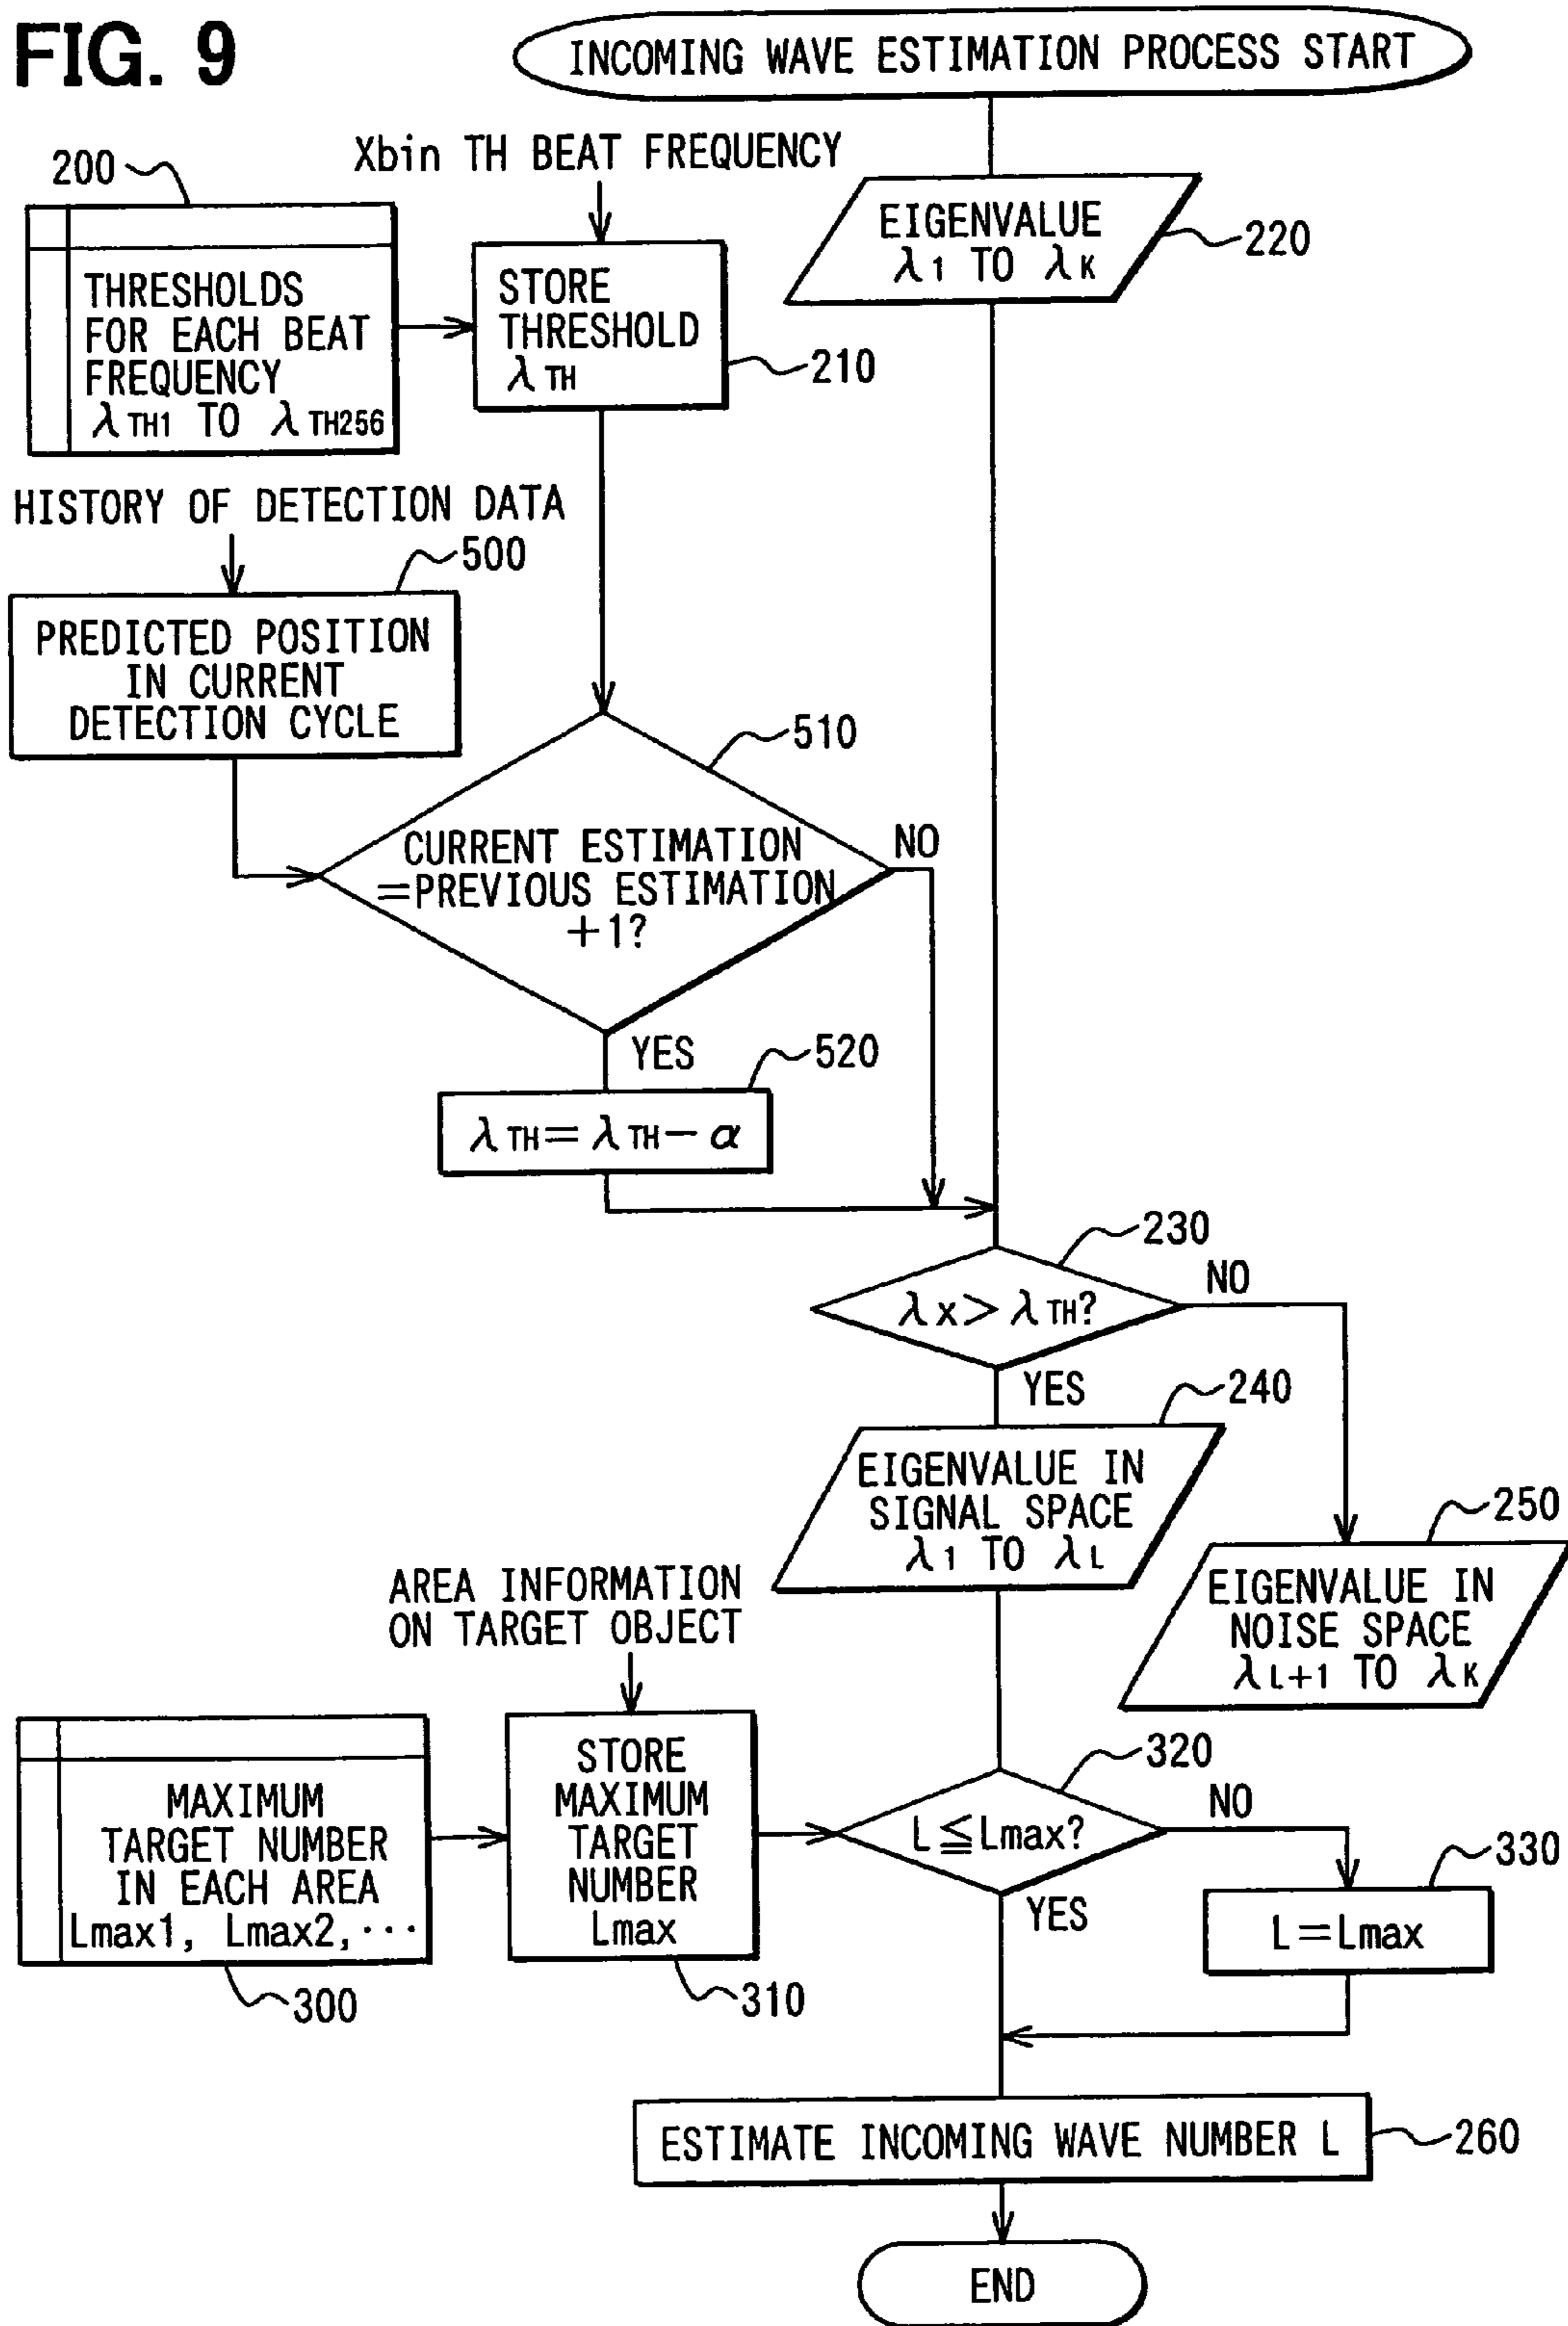 FIG. 9
INCOMING WAVE ESTIMATION PROCESS START
Xbin TH BEAT FREQUENCY
200
THRESHOLDS
FOR EACH BEAT
FREQUENCY
λTH1 TO λTH256
STORE
THRESHOLD
λTH
210
EIGENVALUE
λ1 TO λK
220
HISTORY OF DETECTION DATA
500
PREDICTED POSITION
IN CURRENT
DETECTION CYCLE
510
CURRENT ESTIMATION
=PREVIOUS ESTIMATION
+1?
NO
YES
520
λTH=λTH-α
230
λX>λTH?
NO
YES
240
EIGENVALUE IN
SIGNAL SPACE
λ1 TO λL
250
EIGENVALUE IN
NOISE SPACE
λL+1 TO λK
AREA INFORMATION
ON TARGET OBJECT
MAXIMUM
TARGET NUMBER
IN EACH AREA
Lmax1, Lmax2, ···
300
STORE
MAXIMUM
TARGET
NUMBER
Lmax
310
320
L≦Lmax?
NO
YES
330
L=Lmax
ESTIMATE INCOMING WAVE NUMBER L
260
END